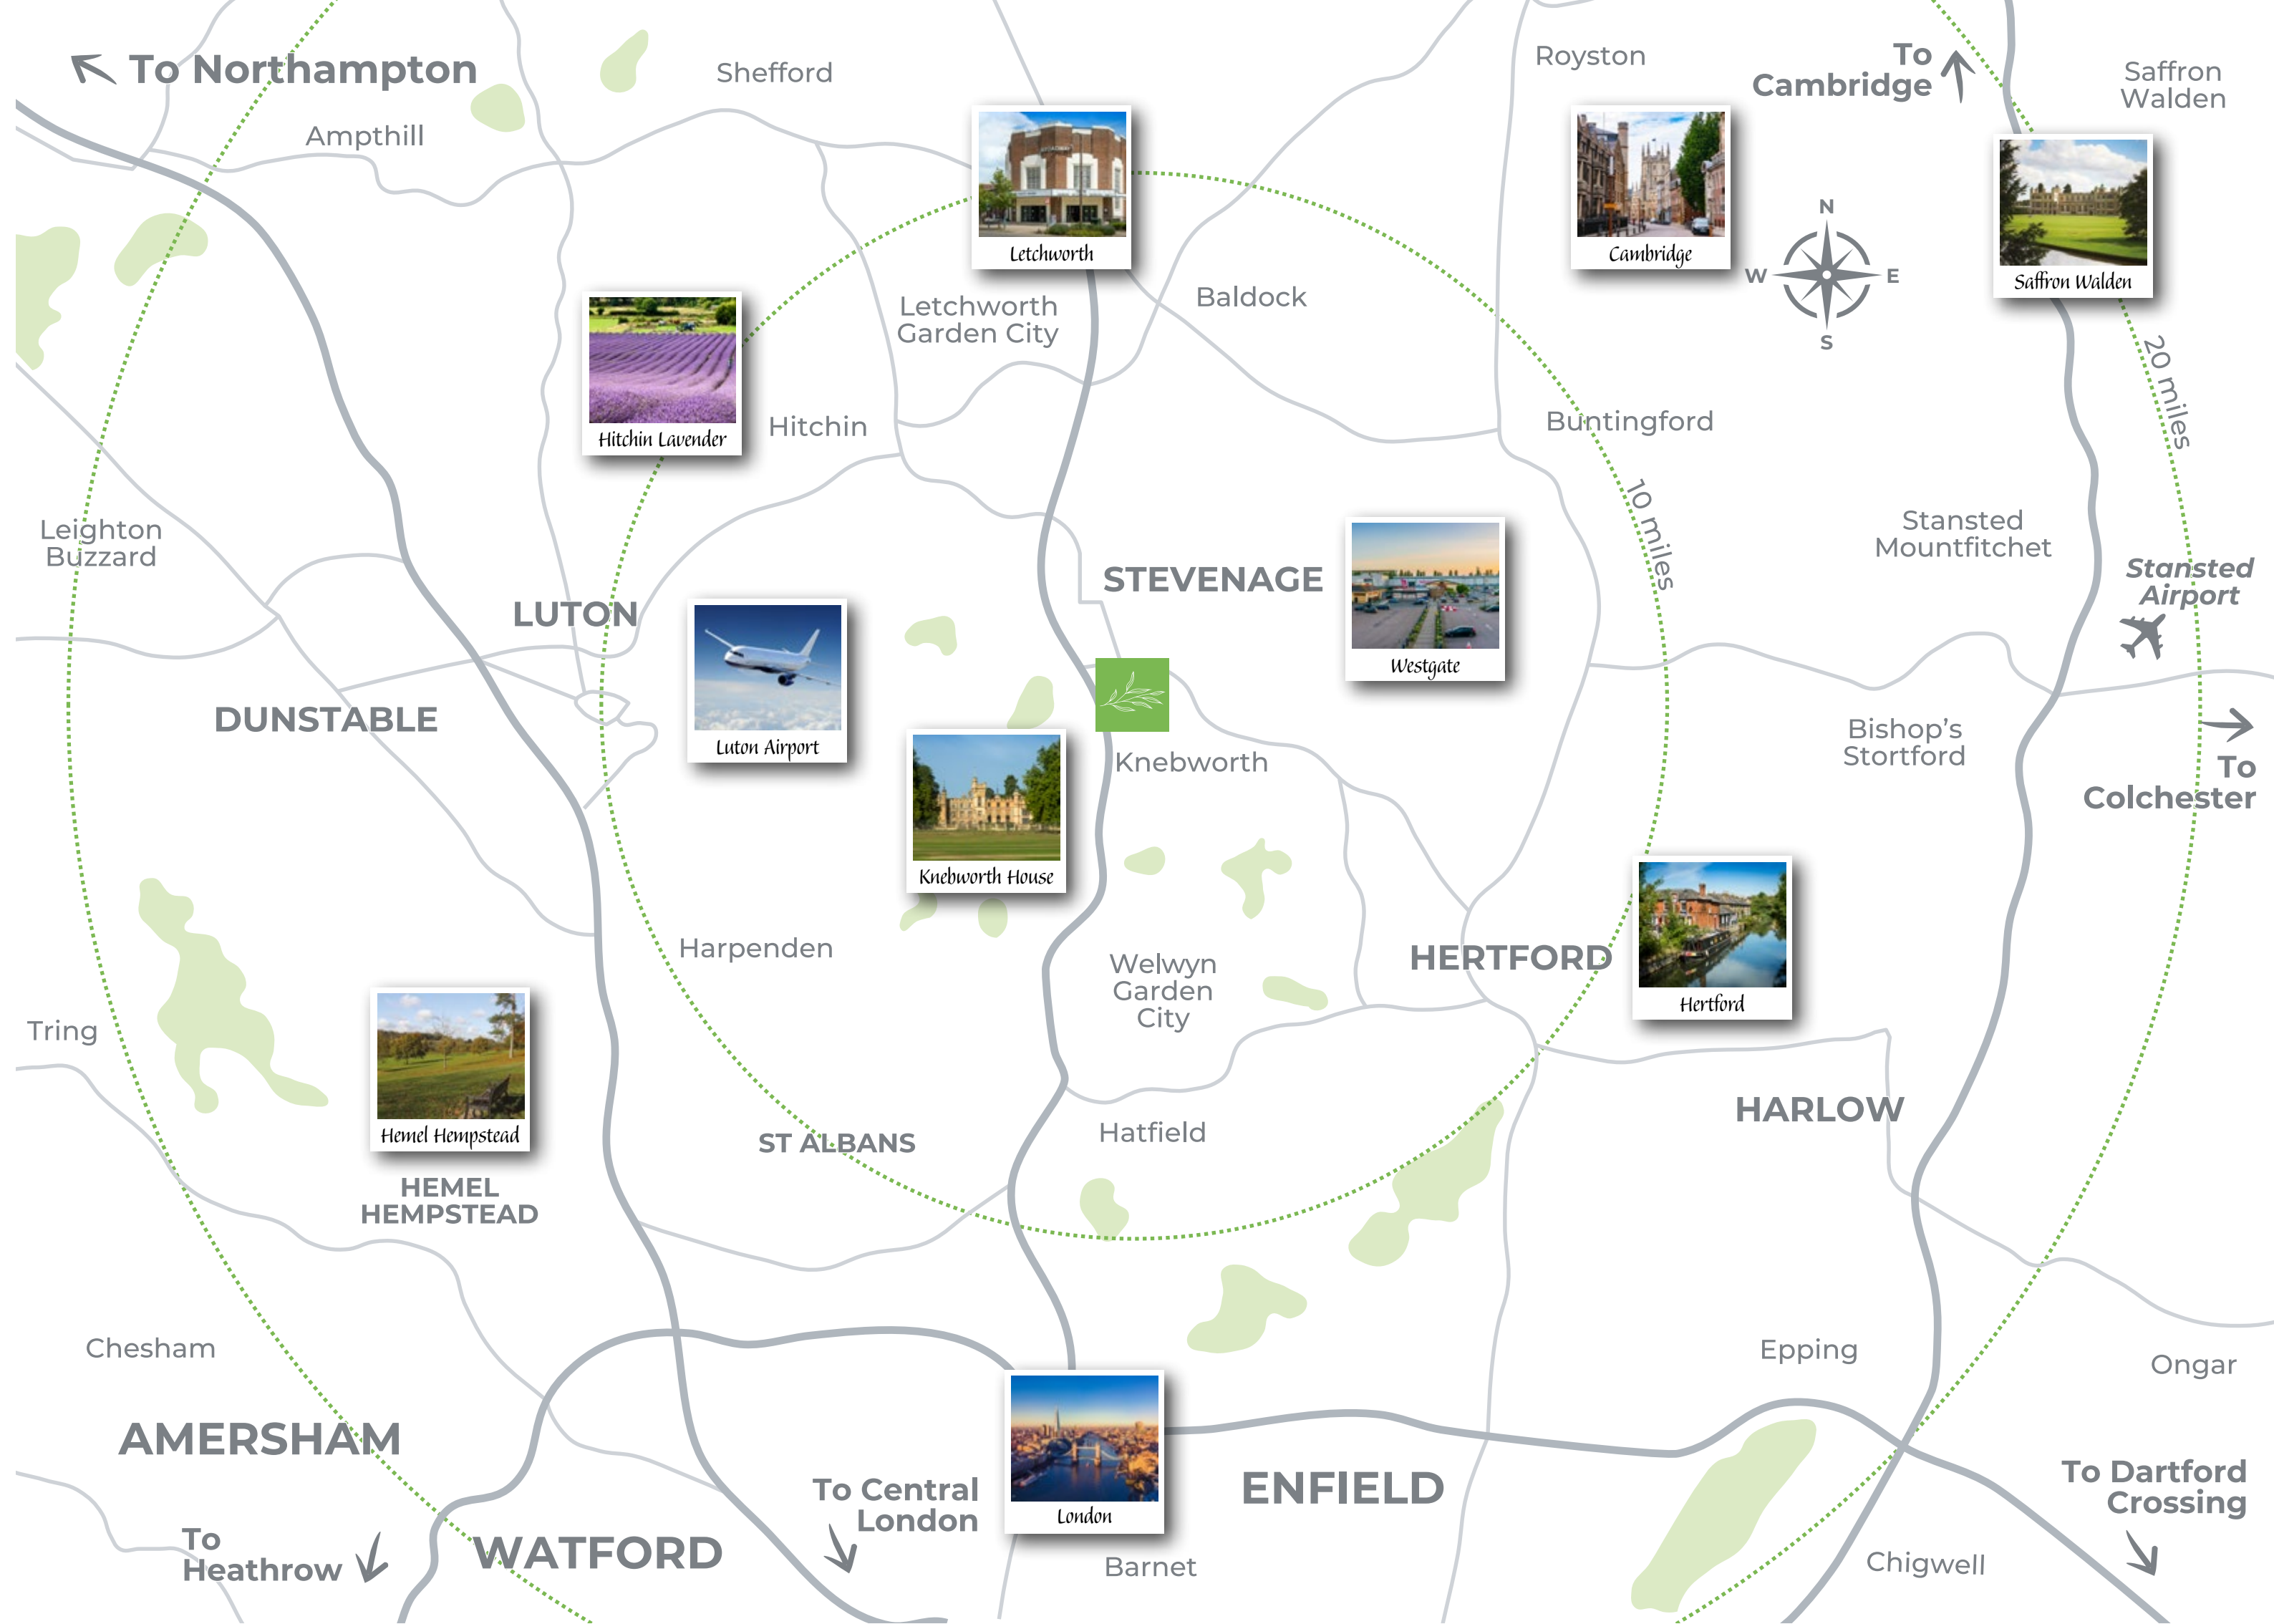 To Northampton
Shefford
Royston
To
Cambridge
Saffron
Walden
Ampthill
BROADWAY
Letchworth
Cambridge
N
W
E
S
Saffron Walden
Letchworth
Garden City
Baldock
Hitchin Lavender
Hitchin
Buntingford
20 miles
10 miles
Leighton
Buzzard
Stansted
Mountfitchet
Stansted
Airport
STEVENAGE
LUTON
Westgate
DUNSTABLE
Luton Airport
Knebworth
Bishop's
Stortford
To
Colchester
Knebworth House
Harpenden
HERTFORD
Hertford
Welwyn
Garden
City
Tring
Hemel Hempstead
HARLOW
ST ALBANS
Hatfield
HEMEL
HEMPSTEAD
Chesham
Epping
Ongar
AMERSHAM
To Central
London
London
ENFIELD
To Dartford
Crossing
To
Heathrow
WATFORD
Barnet
Chigwell